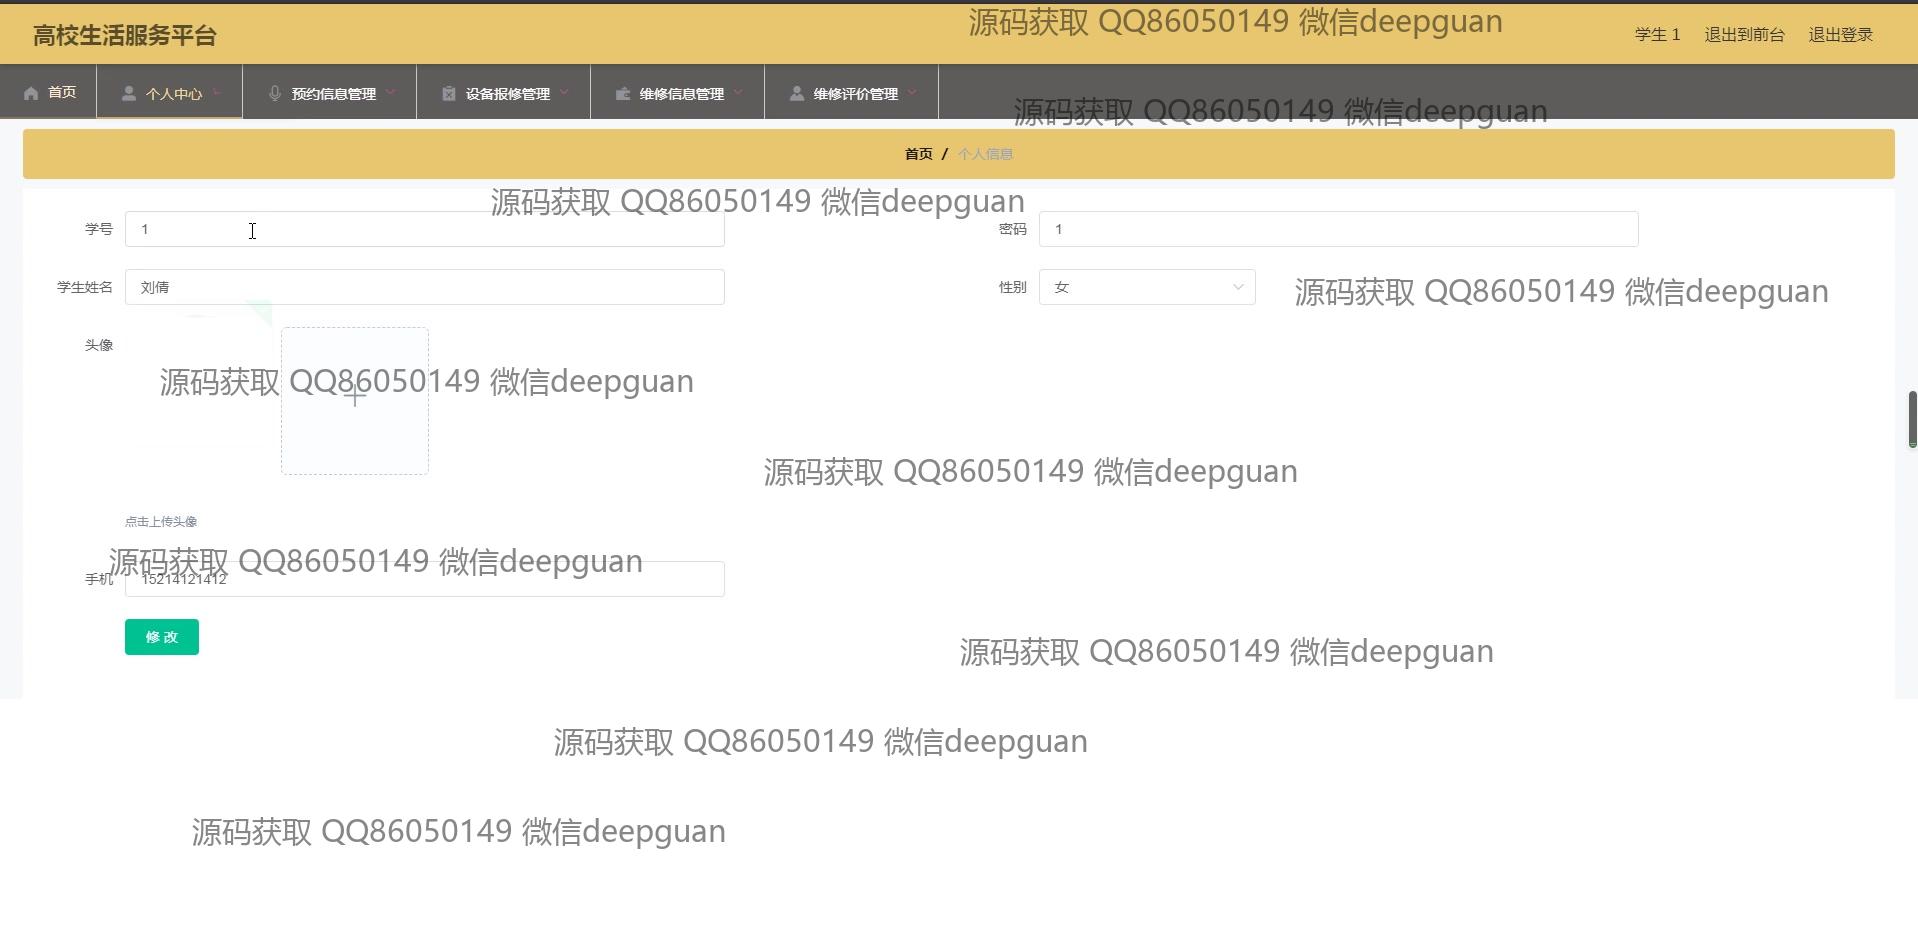 高校生活服务平台
源码获取 QQ86050149 微信deepguan
学生 1 退出到前台 退出登录
首页 个人中心 预约信息管理 设备报修管理 维修信息管理 维修评价管理
源码获取 QQ86050149 微信deepguan
首页 / 个人信息
源码获取 QQ86050149 微信deepguan
学号 1 密码 1
学生姓名 刘倩 性别 女
源码获取 QQ86050149 微信deepguan
头像
源码获取 QQ86050149 微信deepguan
源码获取 QQ86050149 微信deepguan
点击上传头像
源码获取 QQ86050149 微信deepguan
手机 15214121412
修改
源码获取 QQ86050149 微信deepguan
源码获取 QQ86050149 微信deepguan
源码获取 QQ86050149 微信deepguan